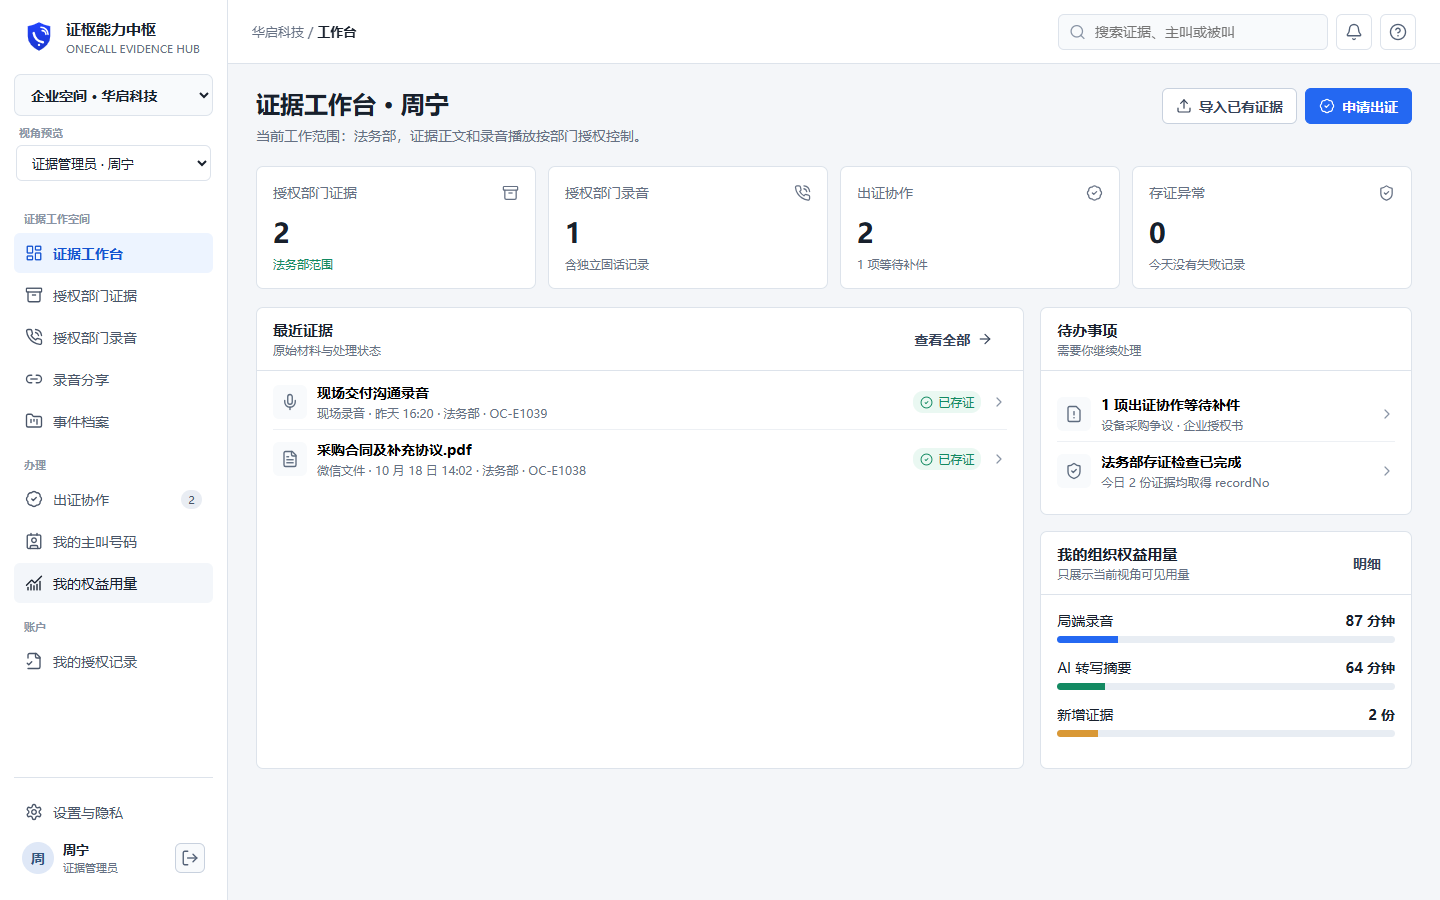 证枢能力中枢
ONECALL EVIDENCE HUB
企业空间 • 华启科技
视角预览
证据管理员 · 周宁
证据工作空间
证据工作台
授权部门证据
授权部门录音
录音分享
事件档案
办理
出证协作 2
我的主叫号码
我的权益用量
账户
我的授权记录
设置与隐私
周
周宁
证据管理员
华启科技 / 工作台
搜索证据、主叫或被叫
证据工作台 • 周宁
当前工作范围：法务部，证据正文和录音播放按部门授权控制。
导入已有证据
申请出证
授权部门证据
2
法务部范围
授权部门录音
1
含独立固话记录
出证协作
2
1 项等待补件
存证异常
0
今天没有失败记录
最近证据
原始材料与处理状态
查看全部
现场交付沟通录音
现场录音 · 昨天 16:20 · 法务部 · OC-E1039
已存证
采购合同及补充协议.pdf
微信文件 · 10 月 18 日 14:02 · 法务部 · OC-E1038
已存证
待办事项
需要你继续处理
1 项出证协作等待补件
设备采购争议 · 企业授权书
法务部存证检查已完成
今日 2 份证据均取得 recordNo
我的组织权益用量
只展示当前视角可见用量
明细
局端录音 87 分钟
AI 转写摘要 64 分钟
新增证据 2 份